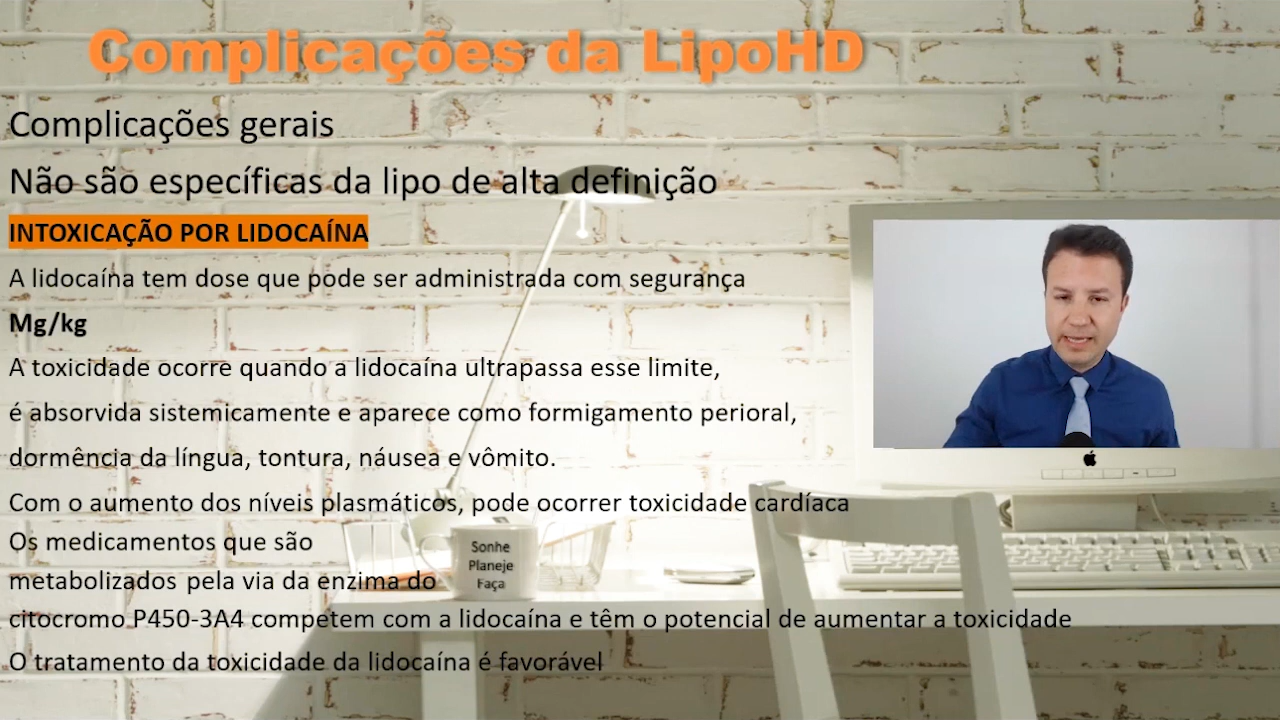 Complicações da LipoHD
Complicações gerais
Não são específicas da lipo de alta definição
INTOXICAÇÃO POR LIDOCAÍNA
A lidocaína tem dose que pode ser administrada com segurança
Mg/kg
A toxicidade ocorre quando a lidocaína ultrapassa esse limite,
é absorvida sistemicamente e aparece como formigamento perioral,
dormência da língua, tontura, náusea e vômito.
Com o aumento dos níveis plasmáticos, pode ocorrer toxicidade cardíaca
Os medicamentos que são
metabolizados pela via da enzima do
citocromo P450-3A4 competem com a lidocaína e têm o potencial de aumentar a toxicidade
O tratamento da toxicidade da lidocaína é favorável
Sonhe
Planeje
Faça